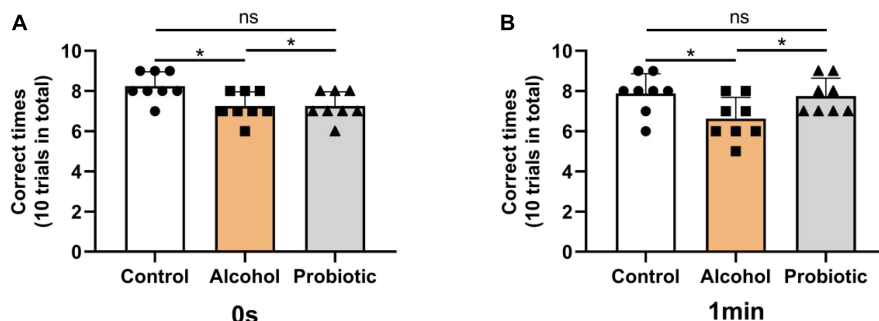 A
ns
* *
Correct times
(10 trials in total)
10
8
6
4
2
0
Control Alcohol Probiotic
0s
B
ns
* *
Correct times
(10 trials in total)
10
8
6
4
2
0
Control Alcohol Probiotic
1min